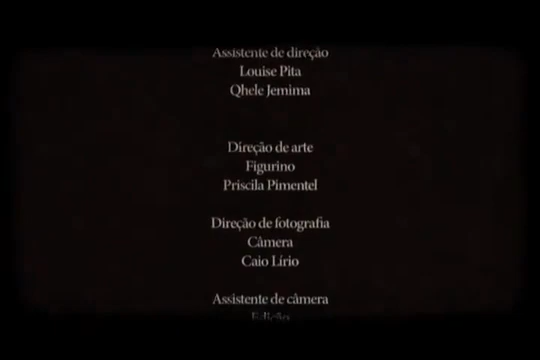 Assistente de direção
Louise Pita
Qhele Jemima
Direção de arte
Figurino
Priscila Pimentel
Direção de fotografia
Câmera
Caio Lírio
Assistente de câmera
Edição